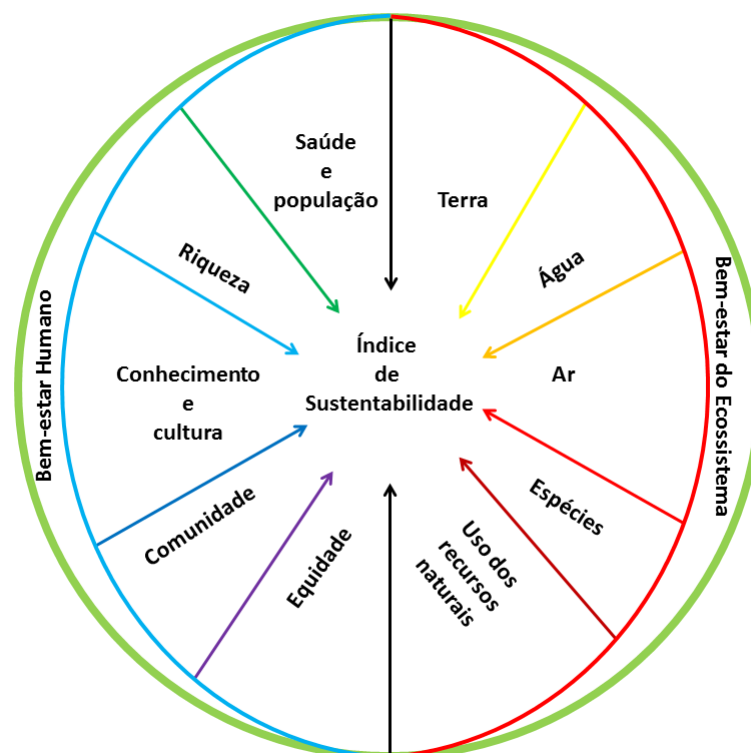 Saúde
e
população
Terra
Riqueza
Água
Bem-estar Humano
Bem-estar do Ecossistema
Índice
de
Sustentabilidade
Conhecimento
e
cultura
Ar
Comunidade
Espécies
Equidade
Uso dos
recursos
naturais